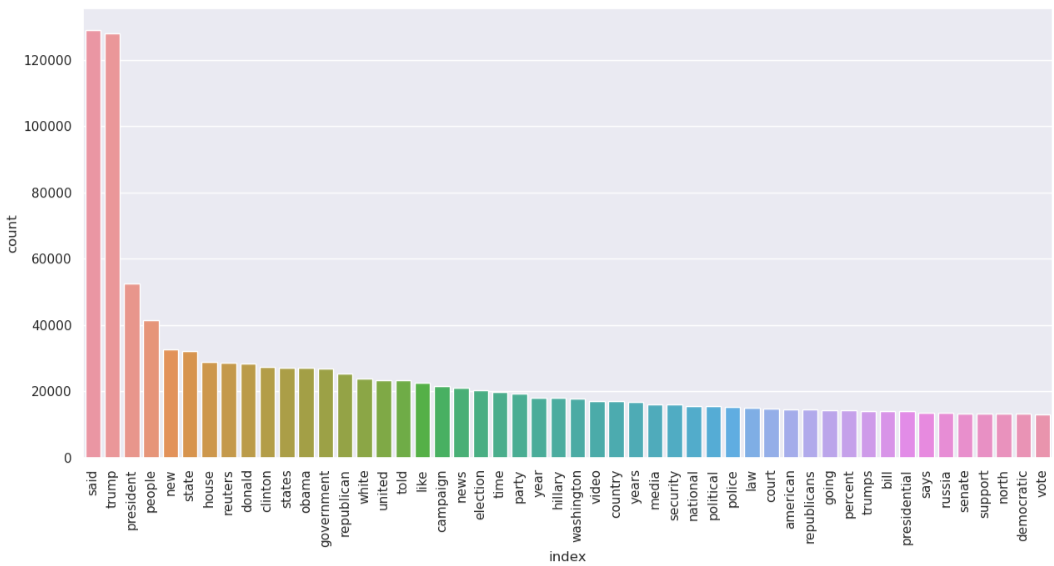 120000
100000
80000
60000
40000
20000
0
count
said
trump
president
people
new
state
house
reuters
donald
clinton
states
obama
government
republican
white
united
told
like
campaign
news
election
time
party
year
hillary
washington
video
country
years
media
security
national
political
police
law
court
american
republicans
going
percent
trumps
bill
presidential
says
russia
senate
support
north
democratic
vote
index